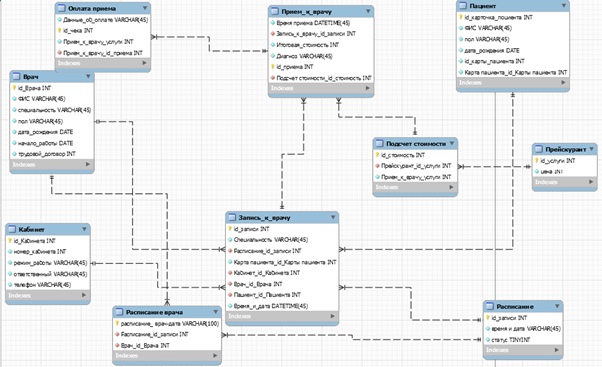 Оплата приема
Данные_об_оплате VARCHAR(45)
id_чека INT
Прием_к_врачу_услуги INT
Прием_к_врачу_id_приема INT
Indexes
Прием_к_врачу
Время приема DATETIME(45)
Запись_к_врачу_id_записи INT
Итоговая_стоимость INT
Диагноз VARCHAR(45)
id_приема INT
Подсчет стоимости_id_стоимость INT
Indexes
Пациент
id_карточка_пациента INT
ФИС VARCHAR(45)
пол VARCHAR(45)
дата_рождения DATE
id_карты_пациента INT
Карта пациента_id_Карты пациента INT
Indexes
Врач
id_Врача INT
ФИС VARCHAR(45)
специальность VARCHAR(45)
пол VARCHAR(45)
дата_рождения DATE
начало_работы DATE
трудовой_договор INT
Indexes
Подсчет стоимости
id_стоимость INT
Прейскурант_id_услуги INT
Прием_к_врачу_услуги INT
Indexes
Прейскурант
id_услуги INT
цена INT
Indexes
Кабинет
id_Кабинета INT
номер_кабинета INT
режим_работы VARCHAR(45)
ответственный VARCHAR(45)
телефон VARCHAR(45)
Indexes
Запись_к_врачу
id_записи INT
Специальность VARCHAR(45)
Расписание_id_записи INT
Карта пациента_id_Карты пациента INT
Кабинет_id_Кабинета INT
Врач_id_Врача INT
Пациент_id_Пациента INT
Время_и_дата DATETIME(45)
Indexes
Расписание врача
расписание_ врач-дата VARCHAR(100)
Расписание_id_записи INT
Врач_id_Врача INT
Indexes
Расписание
id_записи INT
время и дата VARCHAR(45)
статус TINYINT
Indexes